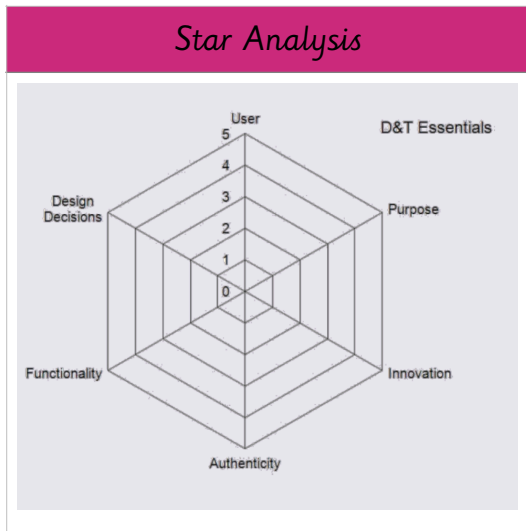 Star Analysis
User
D&T Essentials
5
4
3
2
1
0
Design
Decisions
Purpose
Functionality
Innovation
Authenticity